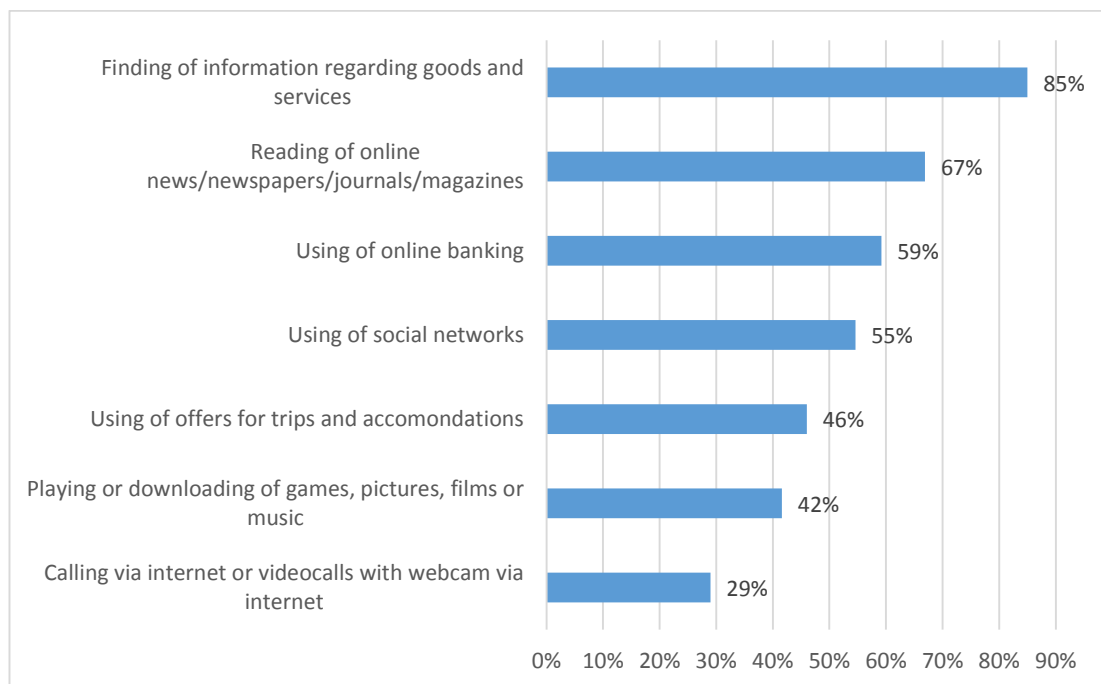 Finding of information regarding goods and
services
85%
Reading of online
news/newspapers/journals/magazines
67%
Using of online banking
59%
Using of social networks
55%
Using of offers for trips and accomondations
46%
Playing or downloading of games, pictures, films or
music
42%
Calling via internet or videocalls with webcam via
internet
29%
0% 10% 20% 30% 40% 50% 60% 70% 80% 90%